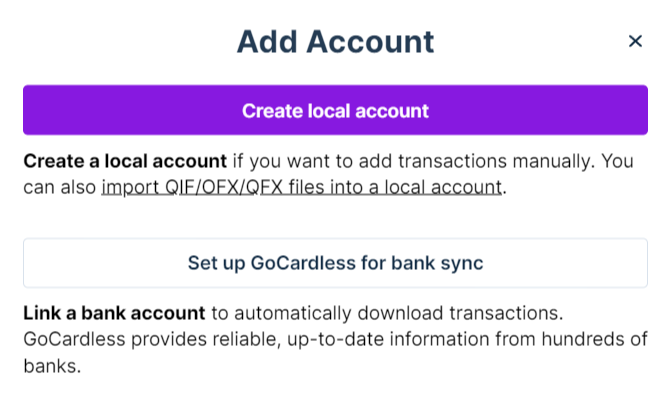 Add Account
Create local account
Create a local account if you want to add transactions manually. You
can also import QIF/OFX/QFX files into a local account.
Set up GoCardless for bank sync
Link a bank account to automatically download transactions.
GoCardless provides reliable, up-to-date information from hundreds of
banks.